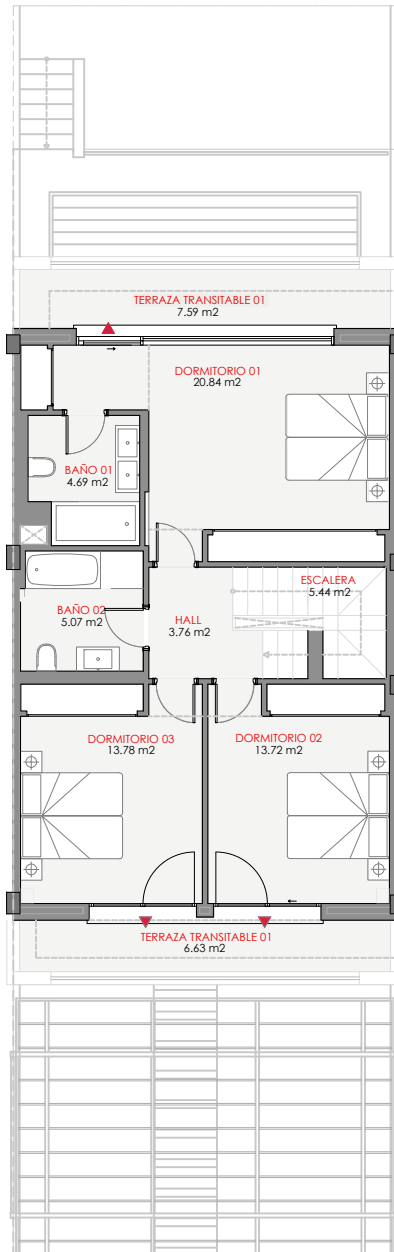 TERRAZA TRANSITABLE 01
7.59 m2
DORMITORIO 01
20.84 m2
BAÑO 01
4.69 m2
ESCALERA
5.44 m2
BAÑO 02
5.07 m2
HALL
3.76 m2
DORMITORIO 03
13.78 m2
DORMITORIO 02
13.72 m2
TERRAZA TRANSITABLE 01
6.63 m2